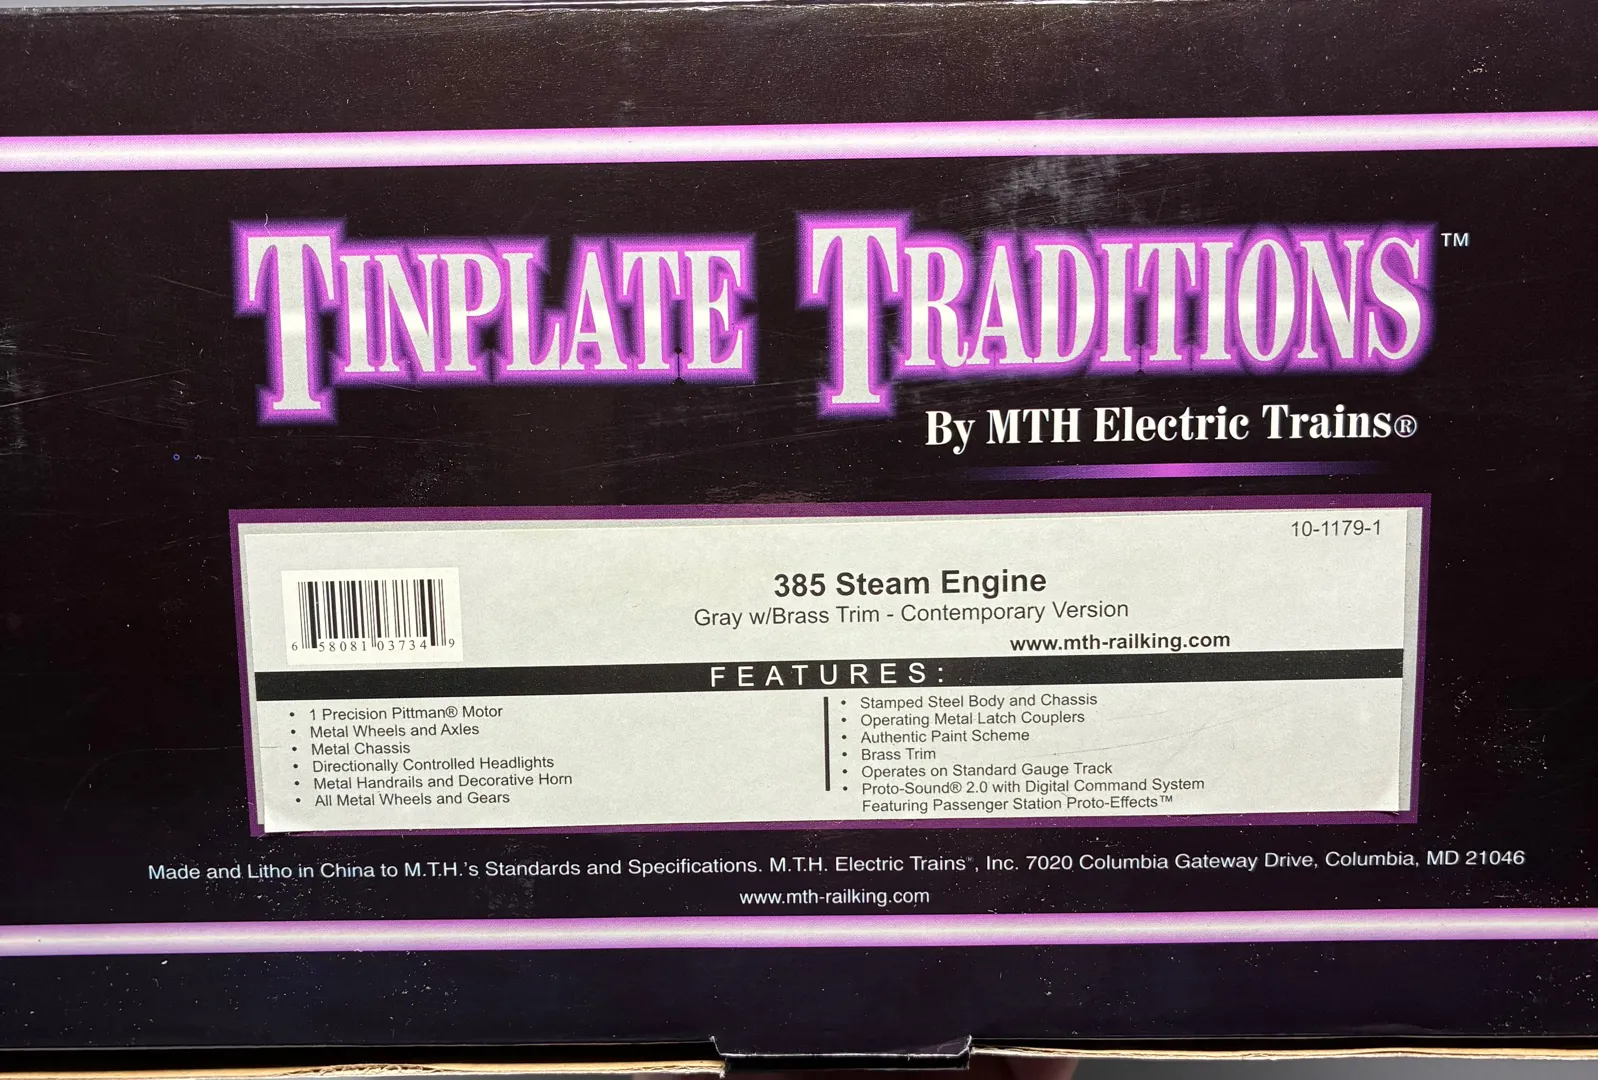 TINPLATE TRADITIONS™
By MTH Electric Trains®
10-1179-1
385 Steam Engine
Gray w/Brass Trim - Contemporary Version
www.mth-railking.com
6 58081 03734 9
FEATURES:
• 1 Precision Pittman® Motor
• Metal Wheels and Axles
• Metal Chassis
• Directionally Controlled Headlights
• Metal Handrails and Decorative Horn
• All Metal Wheels and Gears
• Stamped Steel Body and Chassis
• Operating Metal Latch Couplers
• Authentic Paint Scheme
• Brass Trim
• Operates on Standard Gauge Track
• Proto-Sound® 2.0 with Digital Command System
Featuring Passenger Station Proto-Effects™
Made and Litho in China to M.T.H.'s Standards and Specifications. M.T.H. Electric Trains™, Inc. 7020 Columbia Gateway Drive, Columbia, MD 21046
www.mth-railking.com